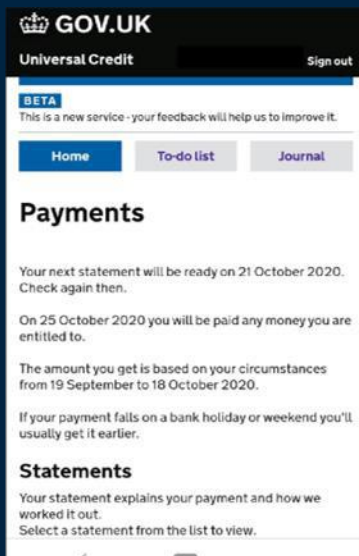 GOV.UK
Universal Credit
Sign out
BETA
This is a new service - your feedback will help us to improve it.
Home
To-do list
Journal
Payments
Your next statement will be ready on 21 October 2020.
Check again then.
On 25 October 2020 you will be paid any money you are
entitled to.
The amount you get is based on your circumstances
from 19 September to 18 October 2020.
If your payment falls on a bank holiday or weekend you'll
usually get it earlier.
Statements
Your statement explains your payment and how we
worked it out.
Select a statement from the list to view.